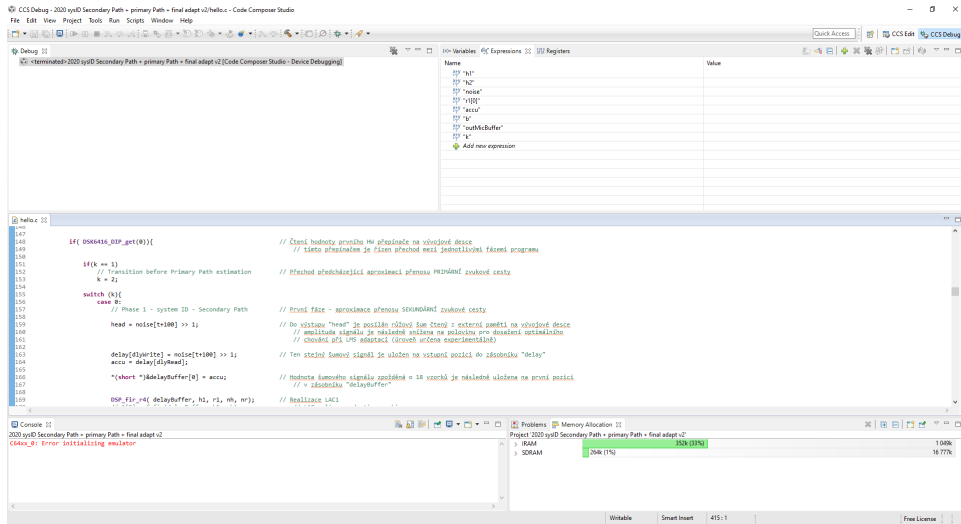 CCS Debug - 2020 sysID Secondary Path + primary Path + final adapt v2/hello.c - Code Composer Studio
File Edit View Project Tools Run Scripts Window Help
Quick Access
CCS Edit
CCS Debug
Debug
<terminated>2020 sysID Secondary Path + primary Path + final adapt v2 [Code Composer Studio - Device Debugging]
Variables
Expressions
Registers
Name
Value
"h1"
"h2"
"noise"
"r1[0]"
"accu"
"b"
"outMicBuffer"
"k"
Add new expression
hello.c
146
147
148 if( DSK6416_DIP_get(0)){ // Čtení hodnoty prvního HW přepínače na vývojové desce
149 // tímto přepínačem je řízen přechod mezi jednotlivými fázemi programu
150
151 if(k == 1)
152 // Transition before Primary Path estimation // Přechod předcházející aproximaci přenosu PRIMÁRNÍ zvukové cesty
153 k = 2;
154
155 switch (k){
156 case 0:
157 // Phase 1 - system ID - Secondary Path // První fáze - aproximace přenosu SEKUNDÁRNÍ zvukové cesty
158
159 head = noise[t+100] >> 1; // Do výstupu "head" je posílán růžový šum čtený z externí paměti na vývojové desce
160 // amplituda signálu je následně snížena na polovinu pro dosažení optimálního
161 // chování při LMS adaptaci (úroveň určena experimentálně)
162
163 delay[dlyWrite] = noise[t+100] >> 1; // Ten stejný šumový signál je uložen na vstupní pozici do zásobníku "delay"
164 accu = delay[dlyRead];
165
166 *(short *)&delayBuffer[0] = accu; // Hodnota šumového signálu zpožděná o 18 vzorků je následně uložena na první pozici
167 // v zásobníku "delayBuffer"
168
169 DSP_fir_r4( delayBuffer, h1, r1, nh, nr); // Realizace LAC1
Console
2020 sysID Secondary Path + primary Path + final adapt v2
C64xx_0: Error initializing emulator
Problems
Memory Allocation
Project '2020 sysID Secondary Path + primary Path + final adapt v2'
IRAM 352k (33%) 1 049k
SDRAM 264k (1%) 16 777k
Writable
Smart Insert
415 : 1
Free License